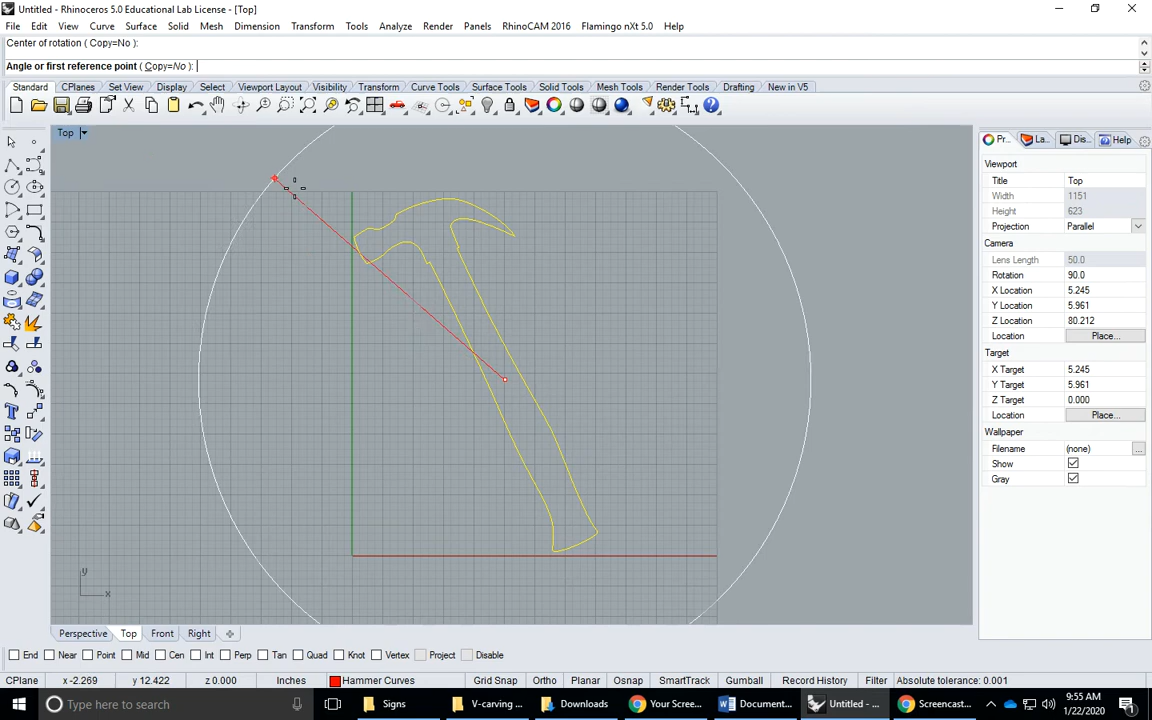 Untitled - Rhinoceros 5.0 Educational Lab License - [Top]
File Edit View Curve Surface Solid Mesh Dimension Transform Tools Analyze Render Panels RhinoCAM 2016 Flamingo nXt 5.0 Help
Center of rotation ( Copy=No ):
Angle or first reference point ( Copy=No ):
Standard CPlanes Set View Display Select Viewport Layout Visibility Transform Curve Tools Surface Tools Solid Tools Mesh Tools Render Tools Drafting New in V5
Top
Pr... La... Dis... Help
Viewport
Title Top
Width 1151
Height 623
Projection Parallel
Camera
Lens Length 50.0
Rotation 90.0
X Location 5.245
Y Location 5.961
Z Location 80.212
Location Place...
Target
X Target 5.245
Y Target 5.961
Z Target 0.000
Location Place...
Wallpaper
Filename (none) ...
Show
Gray
y
x
Perspective Top Front Right
End Near Point Mid Cen Int Perp Tan Quad Knot Vertex Project Disable
CPlane x -2.269 y 12.422 z 0.000 Inches Hammer Curves Grid Snap Ortho Planar Osnap SmartTrack Gumball Record History Filter Absolute tolerance: 0.001
Type here to search Signs V-carving ... Downloads Your Scree... Document... Untitled - ... Screencast... 9:55 AM
1/22/2020
1